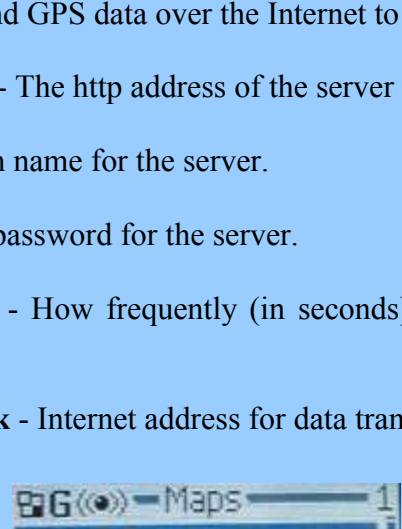 nd GPS data over the Internet to
- The http address of the server
name for the server.
password for the server.
- How frequently (in seconds)
- Internet address for data tran
G Maps 1